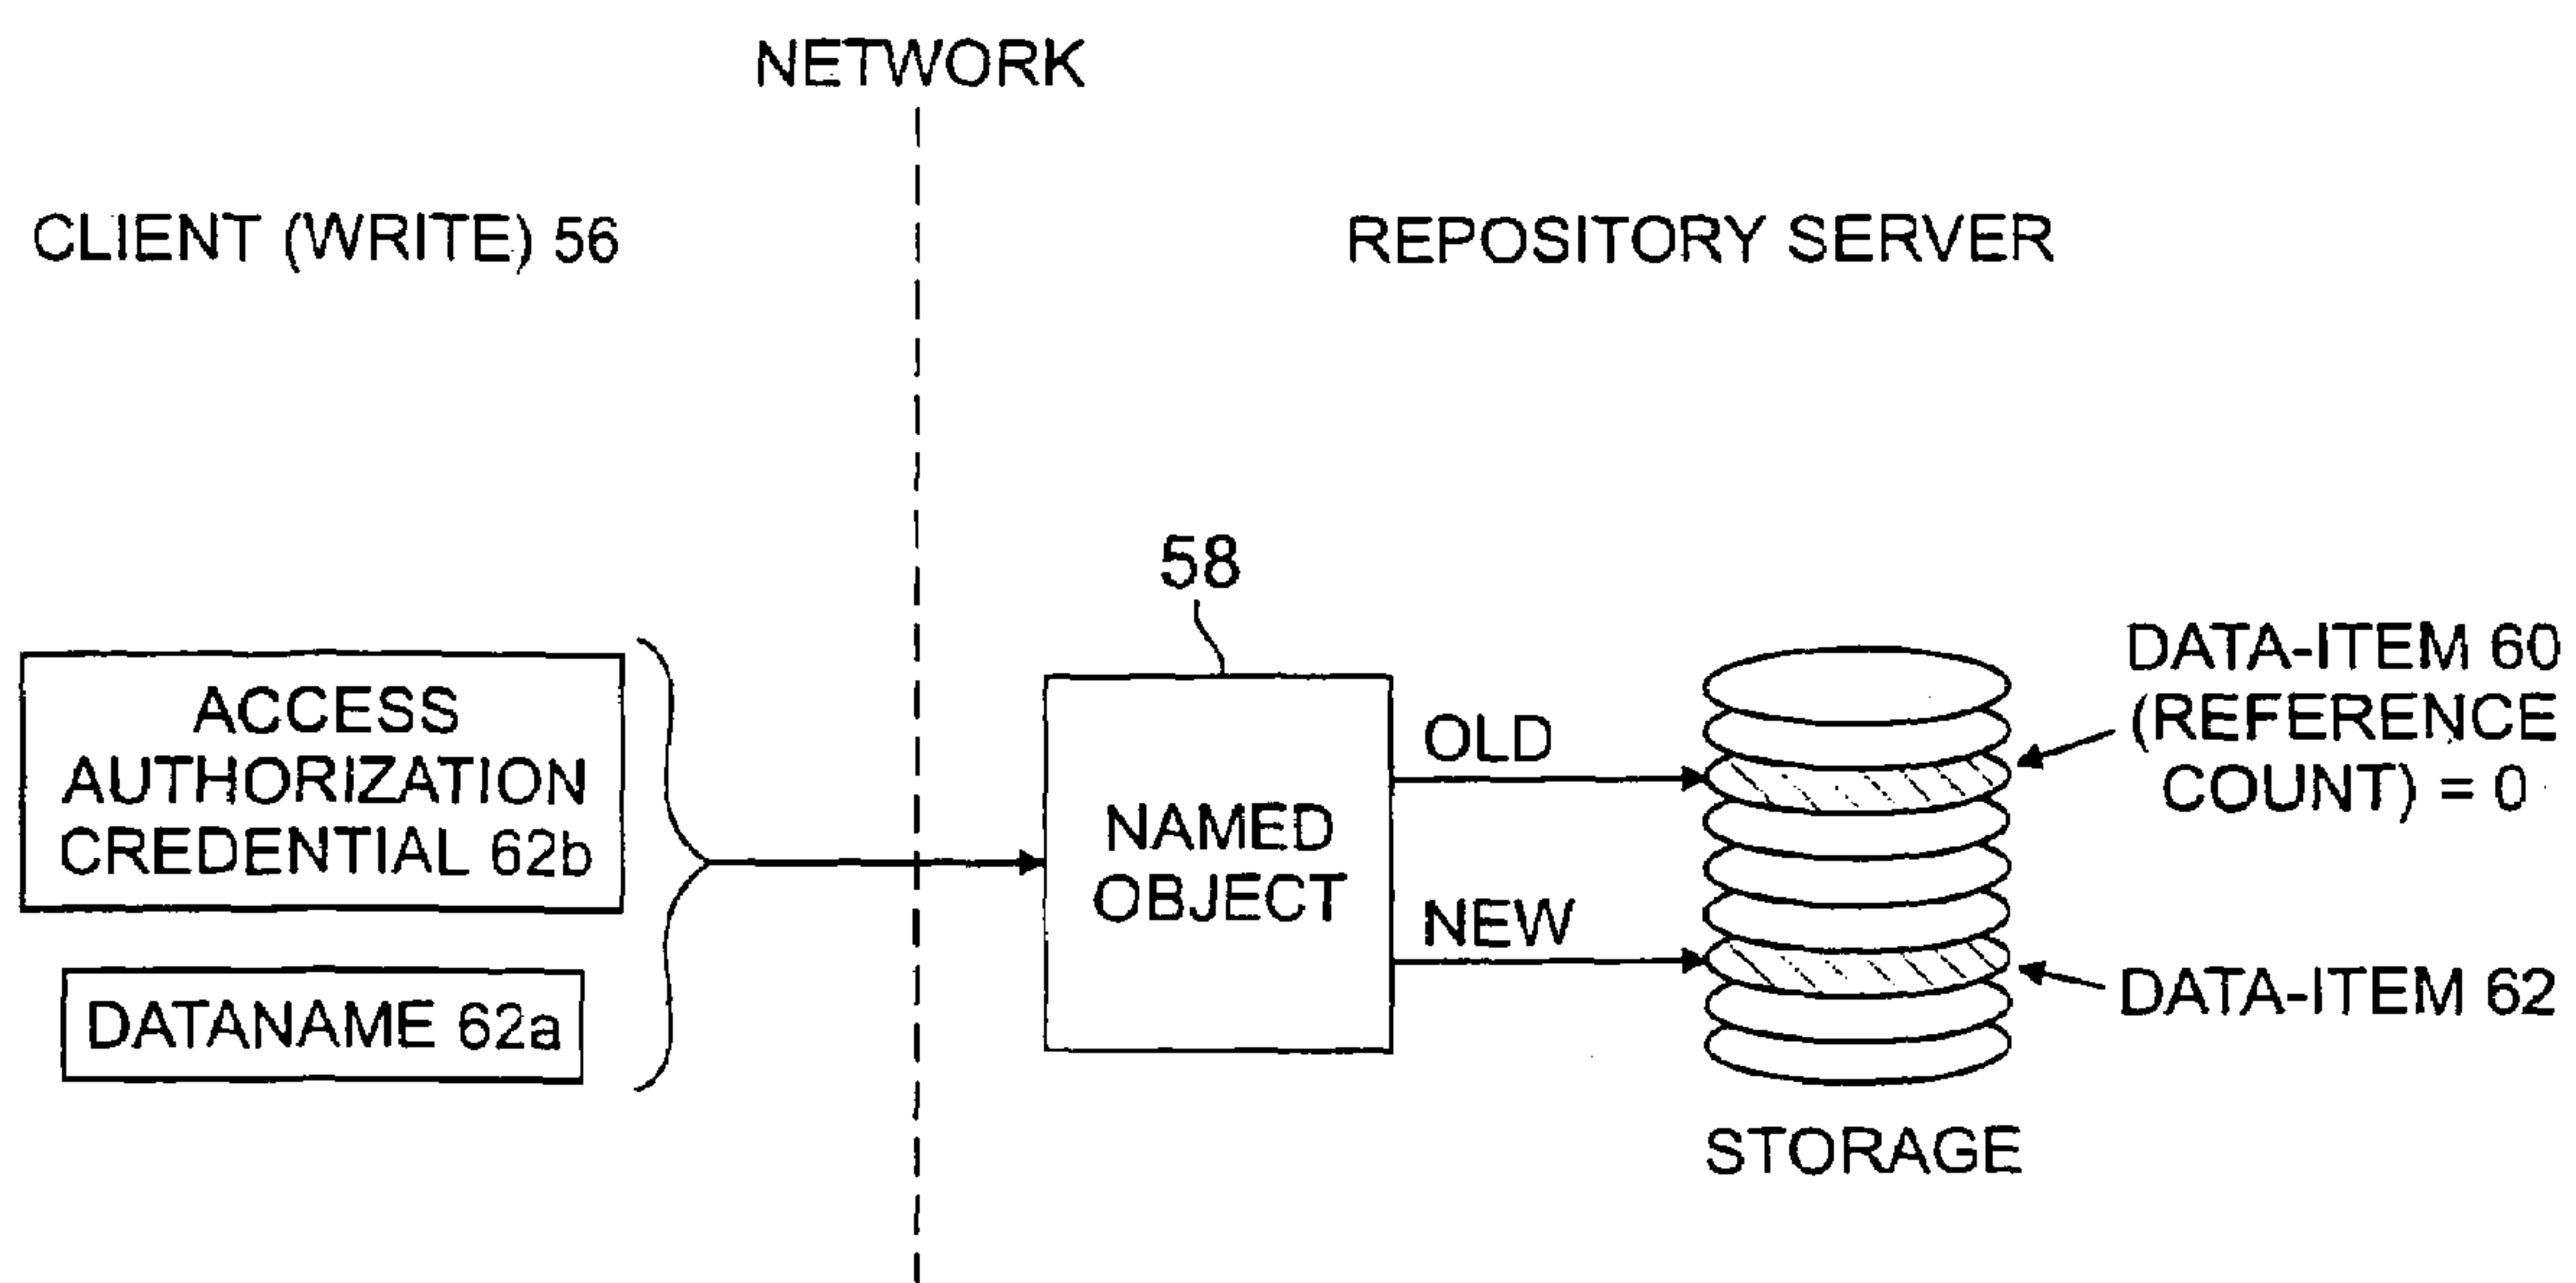 NETWORK
CLIENT (WRITE) 56
REPOSITORY SERVER
58
ACCESS
AUTHORIZATION
CREDENTIAL 62b
DATANAME 62a
NAMED
OBJECT
OLD
NEW
DATA-ITEM 60
(REFERENCE
COUNT) = 0
DATA-ITEM 62
STORAGE